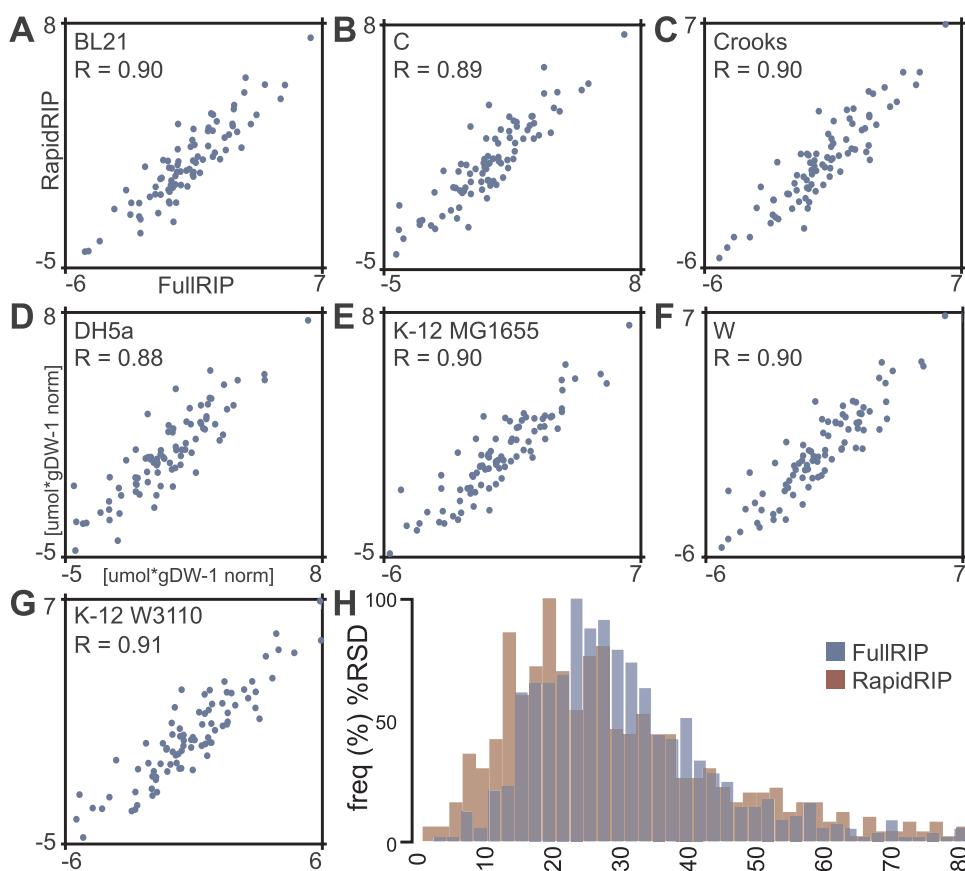 A
8
BL21
R = 0.90
RapidRIP
-5
-6
FullRIP
7
B
8
C
R = 0.89
-5
-5
8
C
7
Crooks
R = 0.90
-6
-6
7
D
8
DH5a
R = 0.88
[umol*gDW-1 norm]
-5
-5
[umol*gDW-1 norm]
8
E
8
K-12 MG1655
R = 0.90
-5
-6
7
F
7
W
R = 0.90
-6
-6
7
G
7
K-12 W3110
R = 0.91
-5
-6
6
H
100
50
0
freq (%) %RSD
FullRIP
RapidRIP
0
10
20
30
40
50
60
70
80